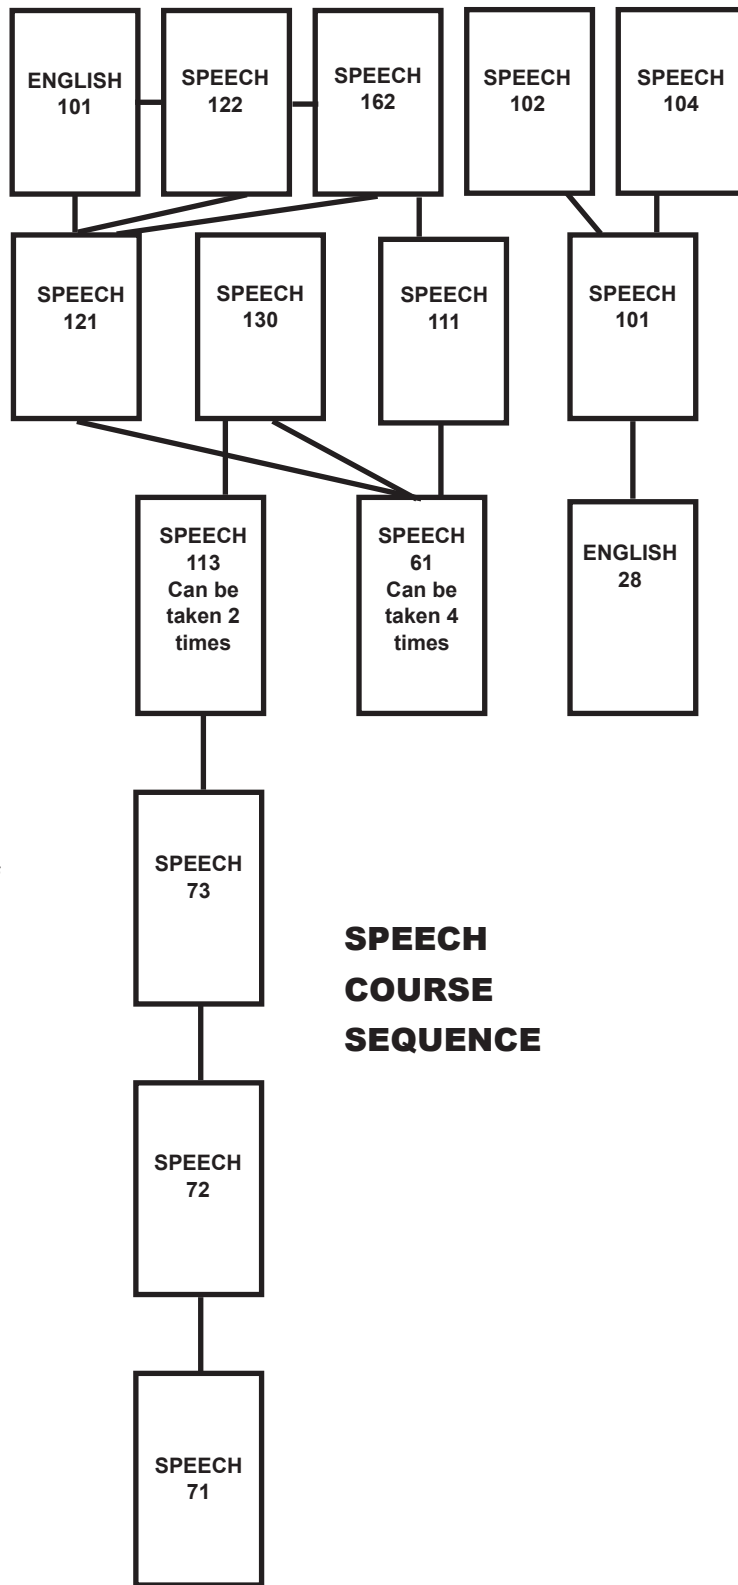 ENGLISH
101
SPEECH
122
SPEECH
162
SPEECH
102
SPEECH
104
SPEECH
121
SPEECH
130
SPEECH
111
SPEECH
101
SPEECH
113
Can be
taken 2
times
SPEECH
61
Can be
taken 4
times
ENGLISH
28
SPEECH
73
SPEECH
COURSE
SEQUENCE
SPEECH
72
SPEECH
71